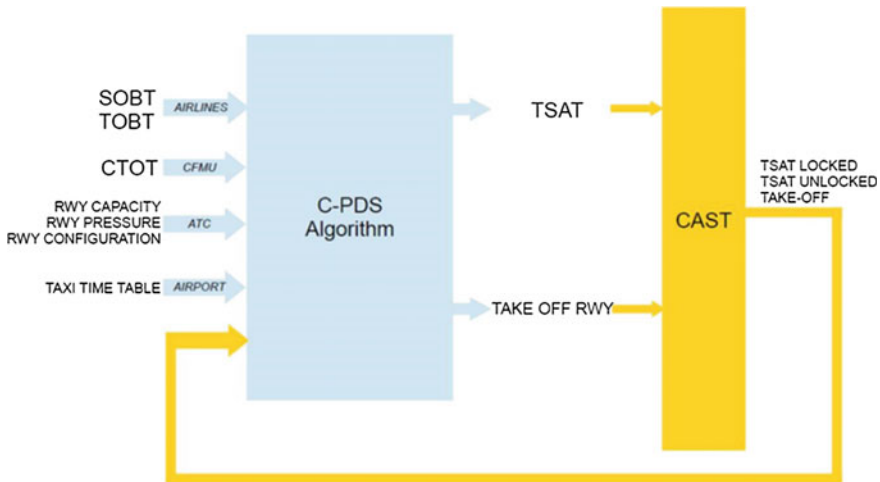 SOBT
TOBT
AIRLINES
CTOT
CFMU
RWY CAPACITY
RWY PRESSURE
RWY CONFIGURATION
ATC
TAXI TIME TABLE
AIRPORT
C-PDS
Algorithm
TSAT
TAKE OFF RWY
CAST
TSAT LOCKED
TSAT UNLOCKED
TAKE-OFF